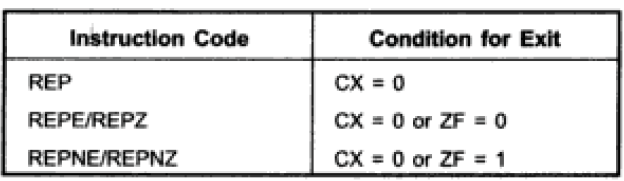 Instruction Code Condition for Exit
REP CX = 0
REPE/REPZ CX = 0 or ZF = 0
REPNE/REPNZ CX = 0 or ZF = 1